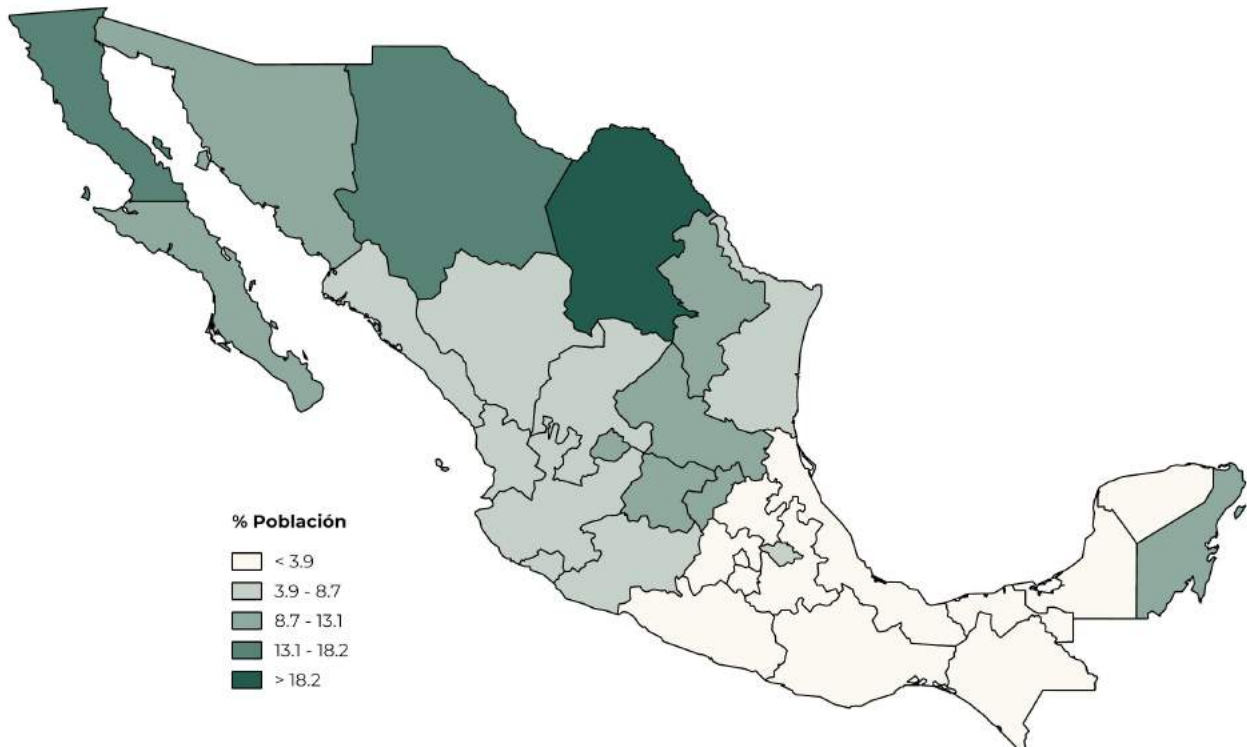 % Población
< 3.9
3.9 - 8.7
8.7 - 13.1
13.1 - 18.2
> 18.2